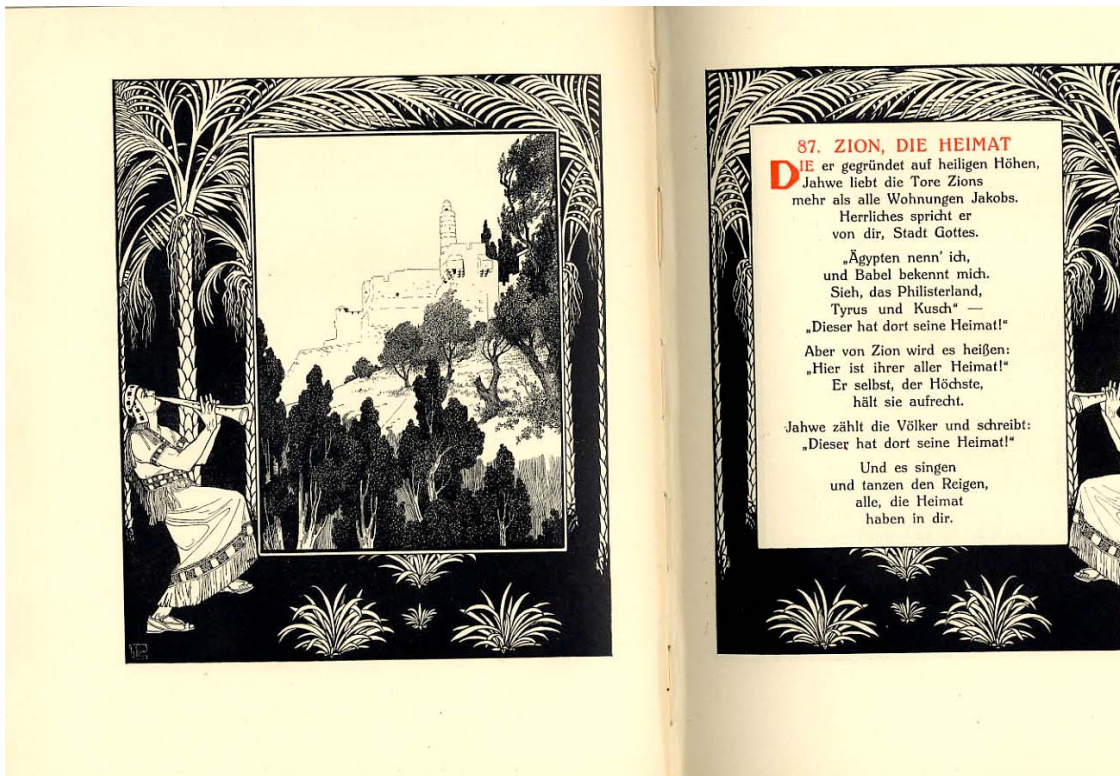 87. ZION, DIE HEIMAT
DIE er gegründet auf heiligen Höhen,
Jahwe liebt die Tore Zions
mehr als alle Wohnungen Jakobs.
Herrliches spricht er
von dir, Stadt Gottes.
„Ägypten nenn' ich,
und Babel bekennt mich.
Sieh, das Philisterland,
Tyrus und Kusch“ —
„Dieser hat dort seine Heimat!“
Aber von Zion wird es heißen:
„Hier ist ihrer aller Heimat!“
Er selbst, der Höchste,
hält sie aufrecht.
Jahwe zählt die Völker und schreibt:
„Dieser hat dort seine Heimat!“
Und es singen
und tanzen den Reigen,
alle, die Heimat
haben in dir.